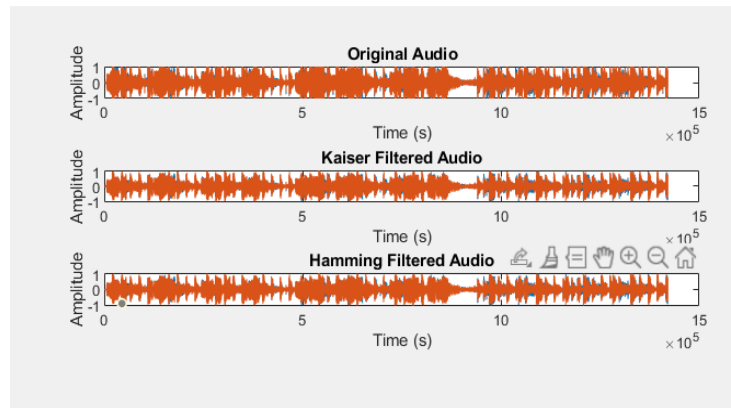 Original Audio
Amplitude
1
0
-1
0 5 10 15
Time (s)
×10^5
Kaiser Filtered Audio
Amplitude
1
0
-1
0 5 10 15
Time (s)
×10^5
Hamming Filtered Audio
Amplitude
1
0
-1
0 5 10 15
Time (s)
×10^5